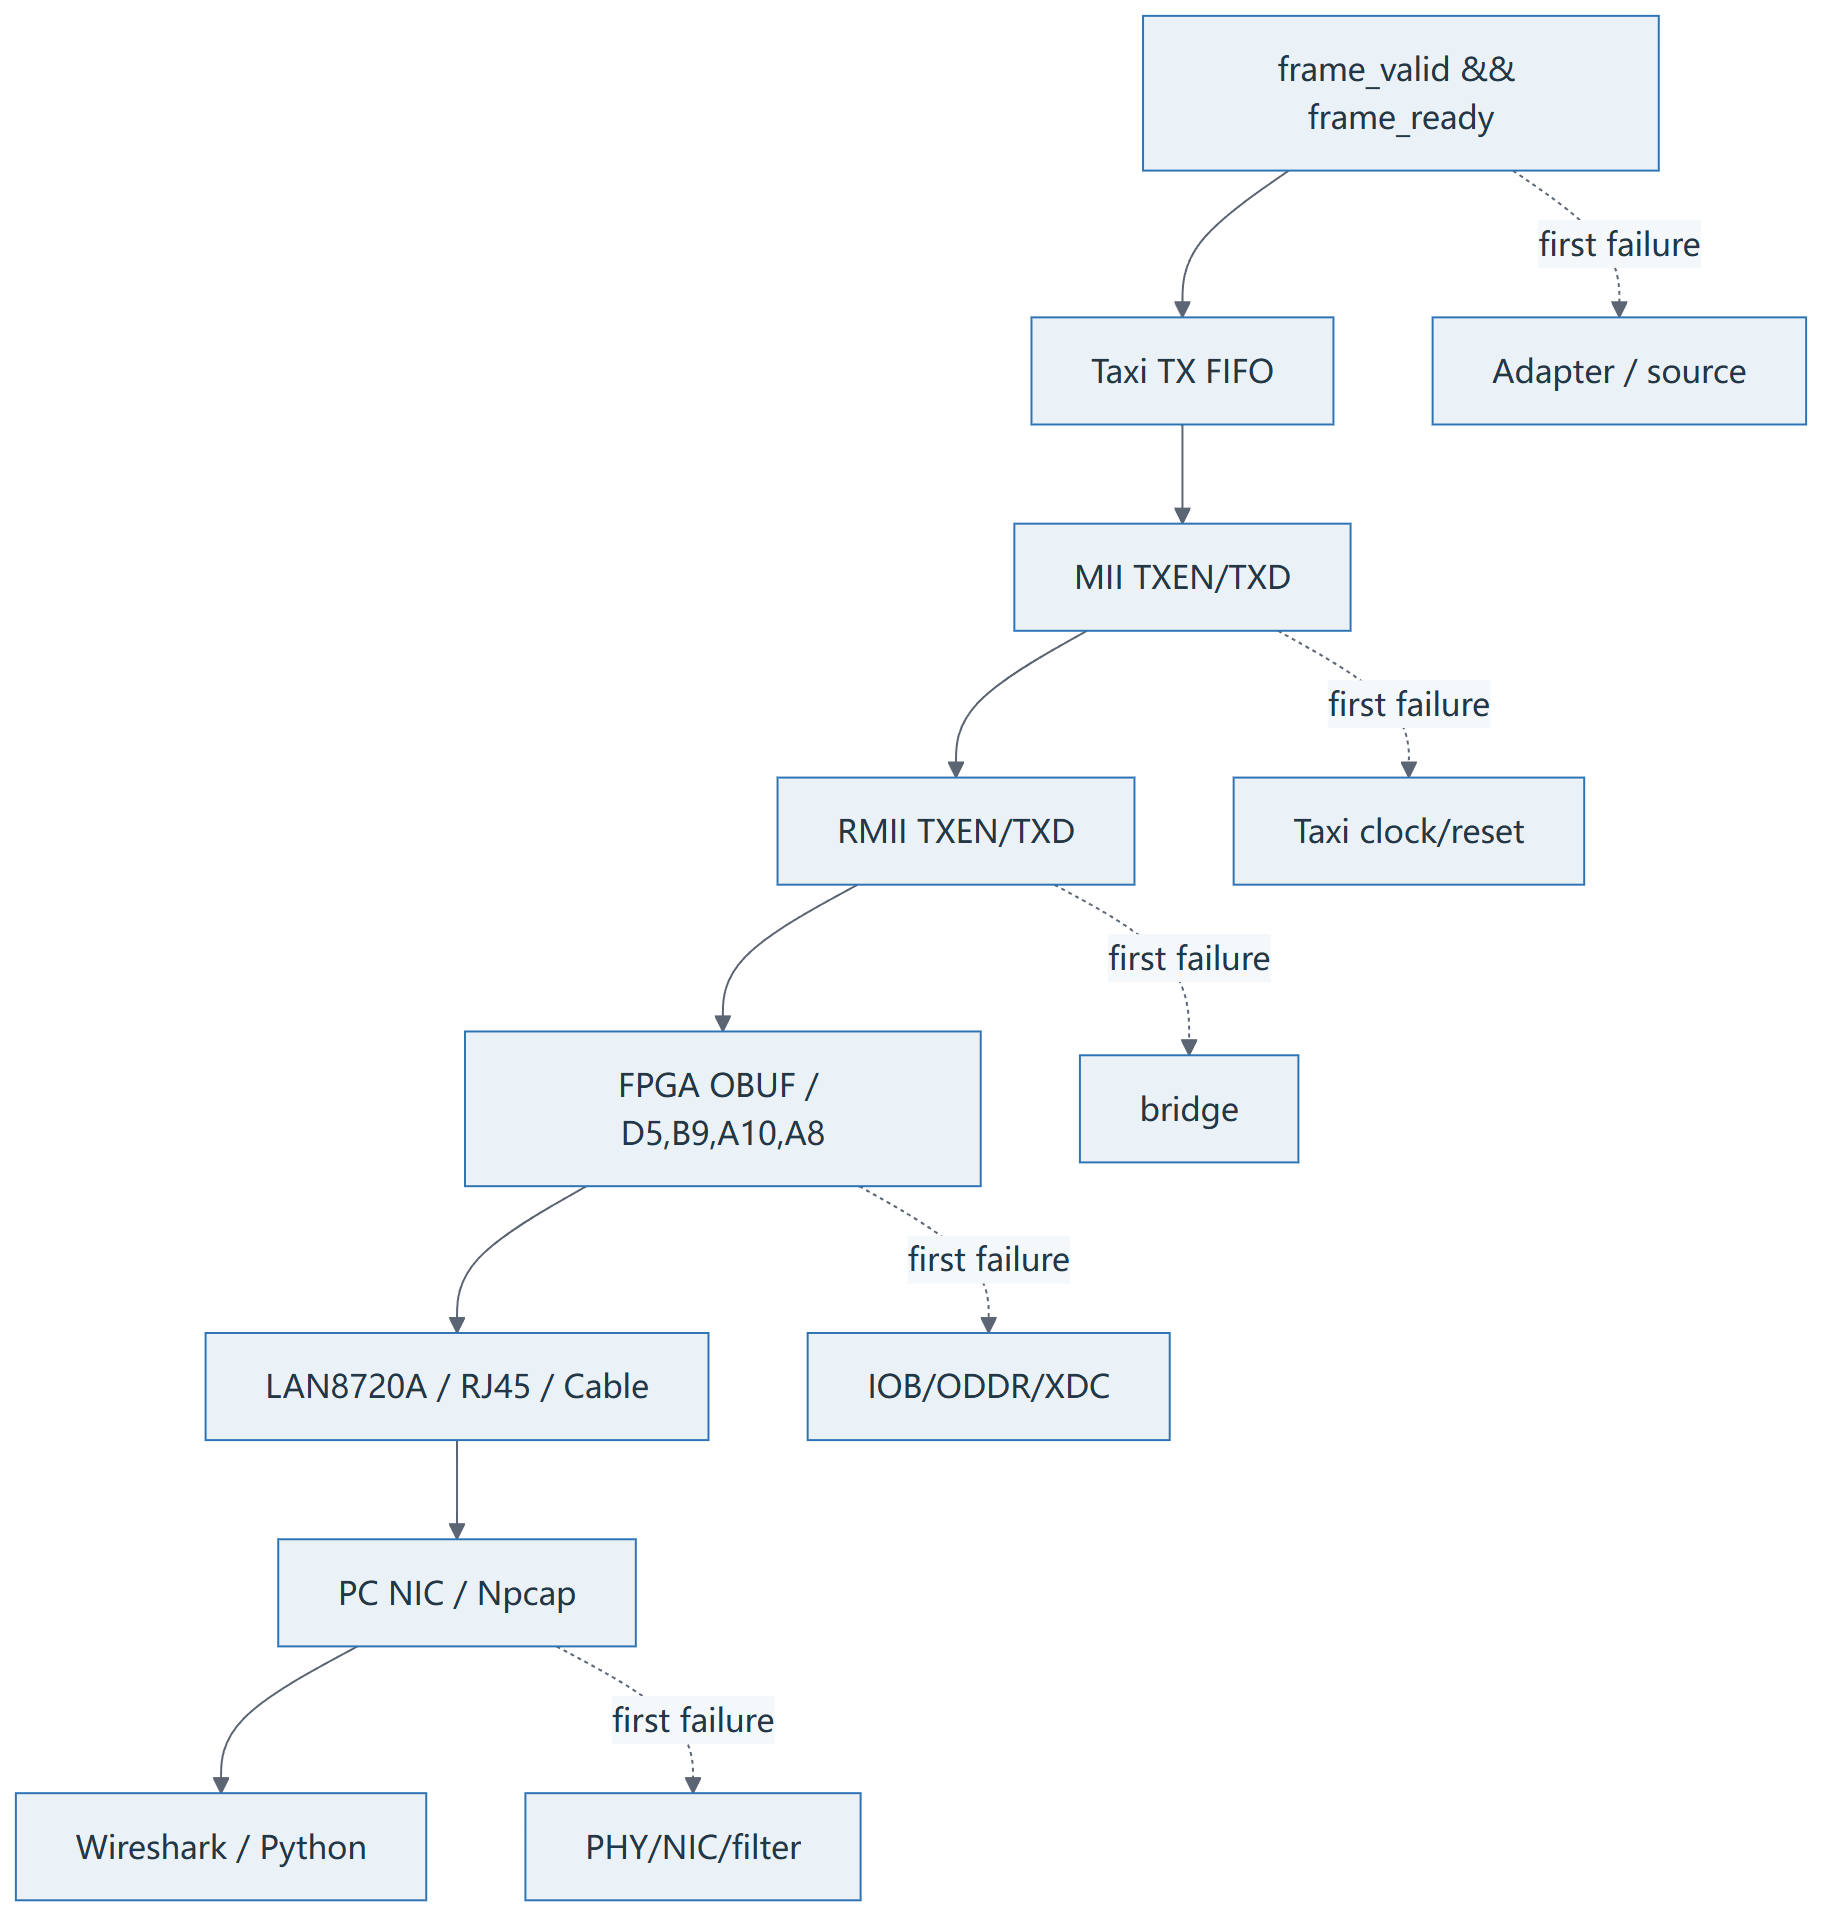 frame_valid &&
frame_ready
first failure
Taxi TX FIFO
Adapter / source
MII TXEN/TXD
first failure
RMII TXEN/TXD
Taxi clock/reset
first failure
FPGA OBUF /
D5,B9,A10,A8
bridge
first failure
LAN8720A / RJ45 / Cable
IOB/ODDR/XDC
PC NIC / Npcap
first failure
Wireshark / Python
PHY/NIC/filter